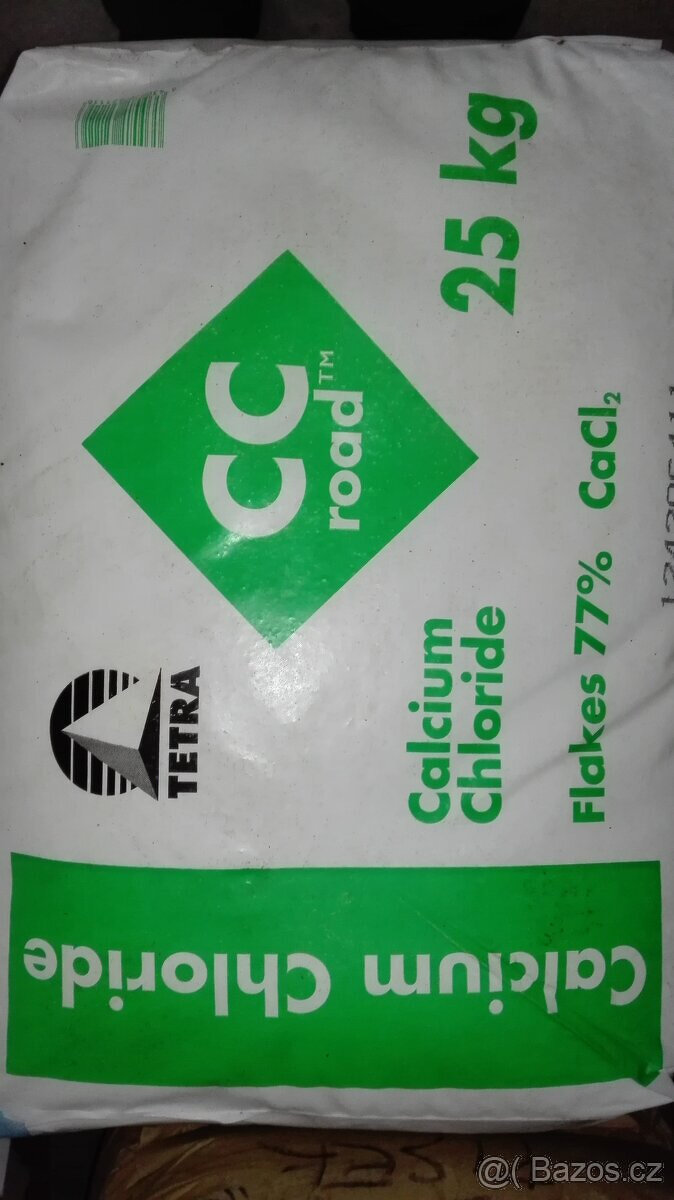 25 kg
CC
road™
TETRA
Calcium
Chloride
Flakes 77% CaCl₂
Calcium Chloride
@( Bazos.cz